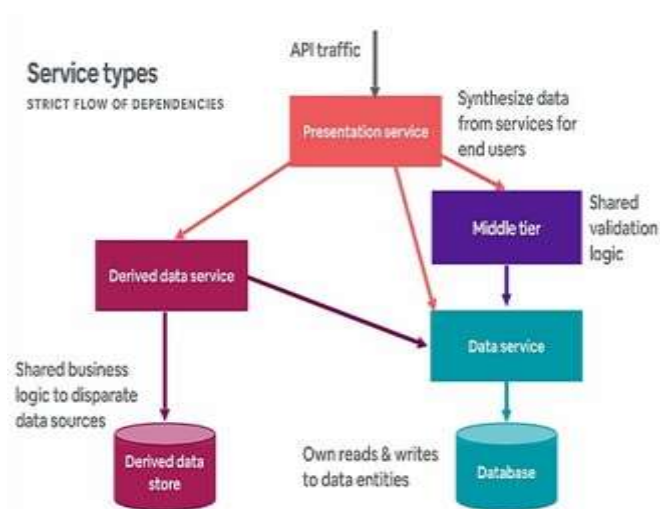 API traffic
Service types
STRICT FLOW OF DEPENDENCIES
Presentation service
Synthesize data
from services for
end users
Middle tier
Shared
validation
logic
Derived data service
Data service
Shared business
logic to disparate
data sources
Own reads & writes
to data entities
Derived data
store
Database